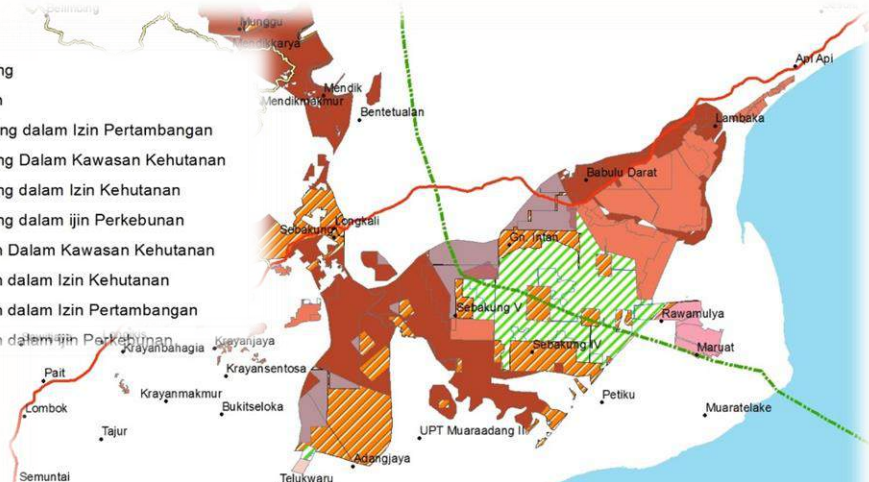 Belimbing
ng
n
ng dalam Izin Pertambangan
ng Dalam Kawasan Kehutanan
ng dalam Izin Kehutanan
ng dalam ijin Perkebunan
n Dalam Kawasan Kehutanan
n dalam Izin Kehutanan
n dalam Izin Pertambangan
n dalam ijin Perkebunan
Munggu
Mendikkarya
Mendik
Mendikmakmur
Bentetualan
Api Api
Lambaka
Babulu Darat
Sebakung
Longkali
Gn. Intan
Sebakung V
Rawamulya
Sebakung IV
Maruat
Krayanbahagia
Krayanjaya
Krayansentosa
Pait
Krayanmakmur
Bukitseloka
Lombok
Tajur
Petiku
Muaratelake
UPT Muaraadang II
Adangjaya
Semuntai
Telukwaru